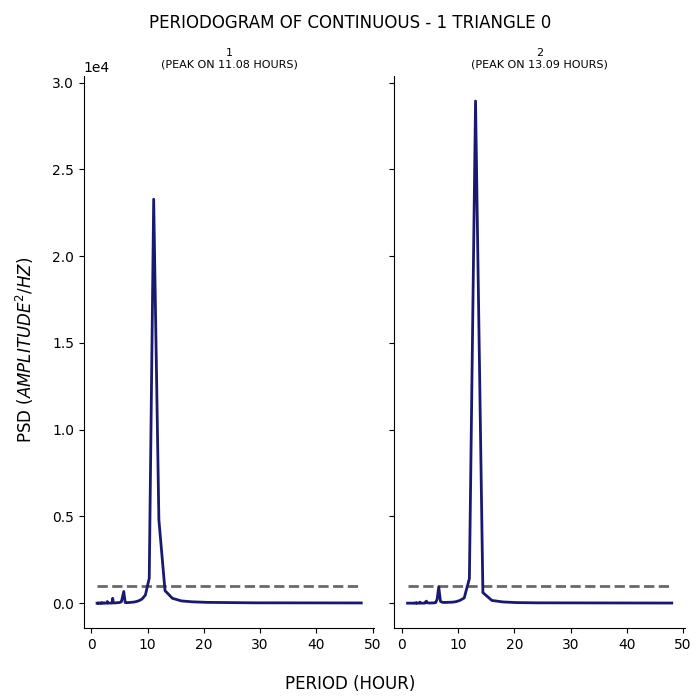 PERIODOGRAM OF CONTINUOUS - 1 TRIANGLE 0
1
(PEAK ON 11.08 HOURS)
2
(PEAK ON 13.09 HOURS)
1e4
3.0
2.5
2.0
1.5
1.0
0.5
0.0
PSD (AMPLITUDE²/HZ)
0 10 20 30 40 50
0 10 20 30 40 50
PERIOD (HOUR)